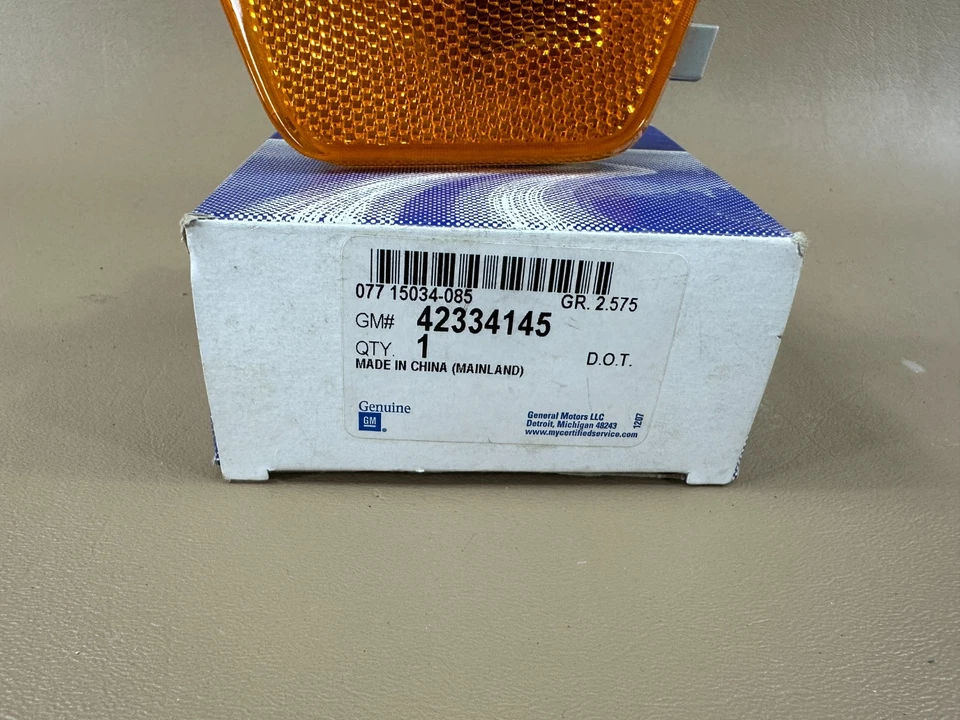 077 15034-085 GR. 2.575
GM# 42334145
QTY. 1 D.O.T.
MADE IN CHINA (MAINLAND)
Genuine
GM
General Motors LLC
Detroit, Michigan 48243
www.mycertifiedservice.com
1207